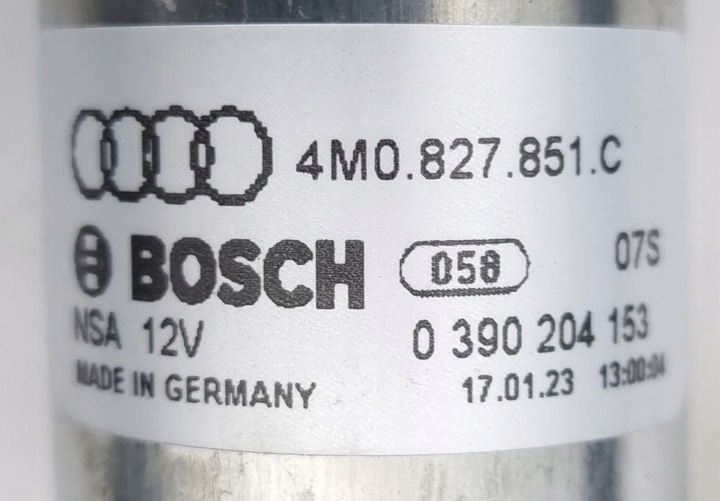 4M0.827.851.C
BOSCH 058 07S
NSA 12V 0 390 204 153
MADE IN GERMANY 17.01.23 13:00:04